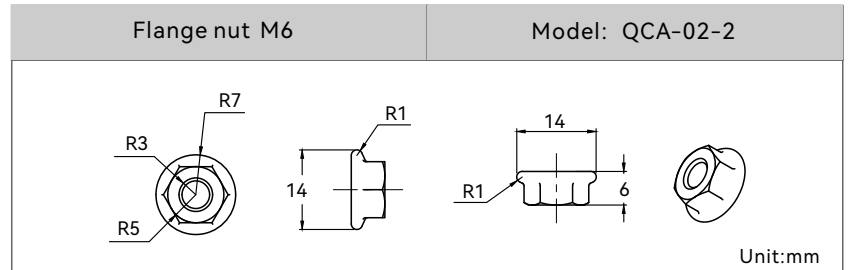 Flange nut M6
Model: QCA-02-2
R7
R3
R5
R1
14
14
R1
6
Unit:mm